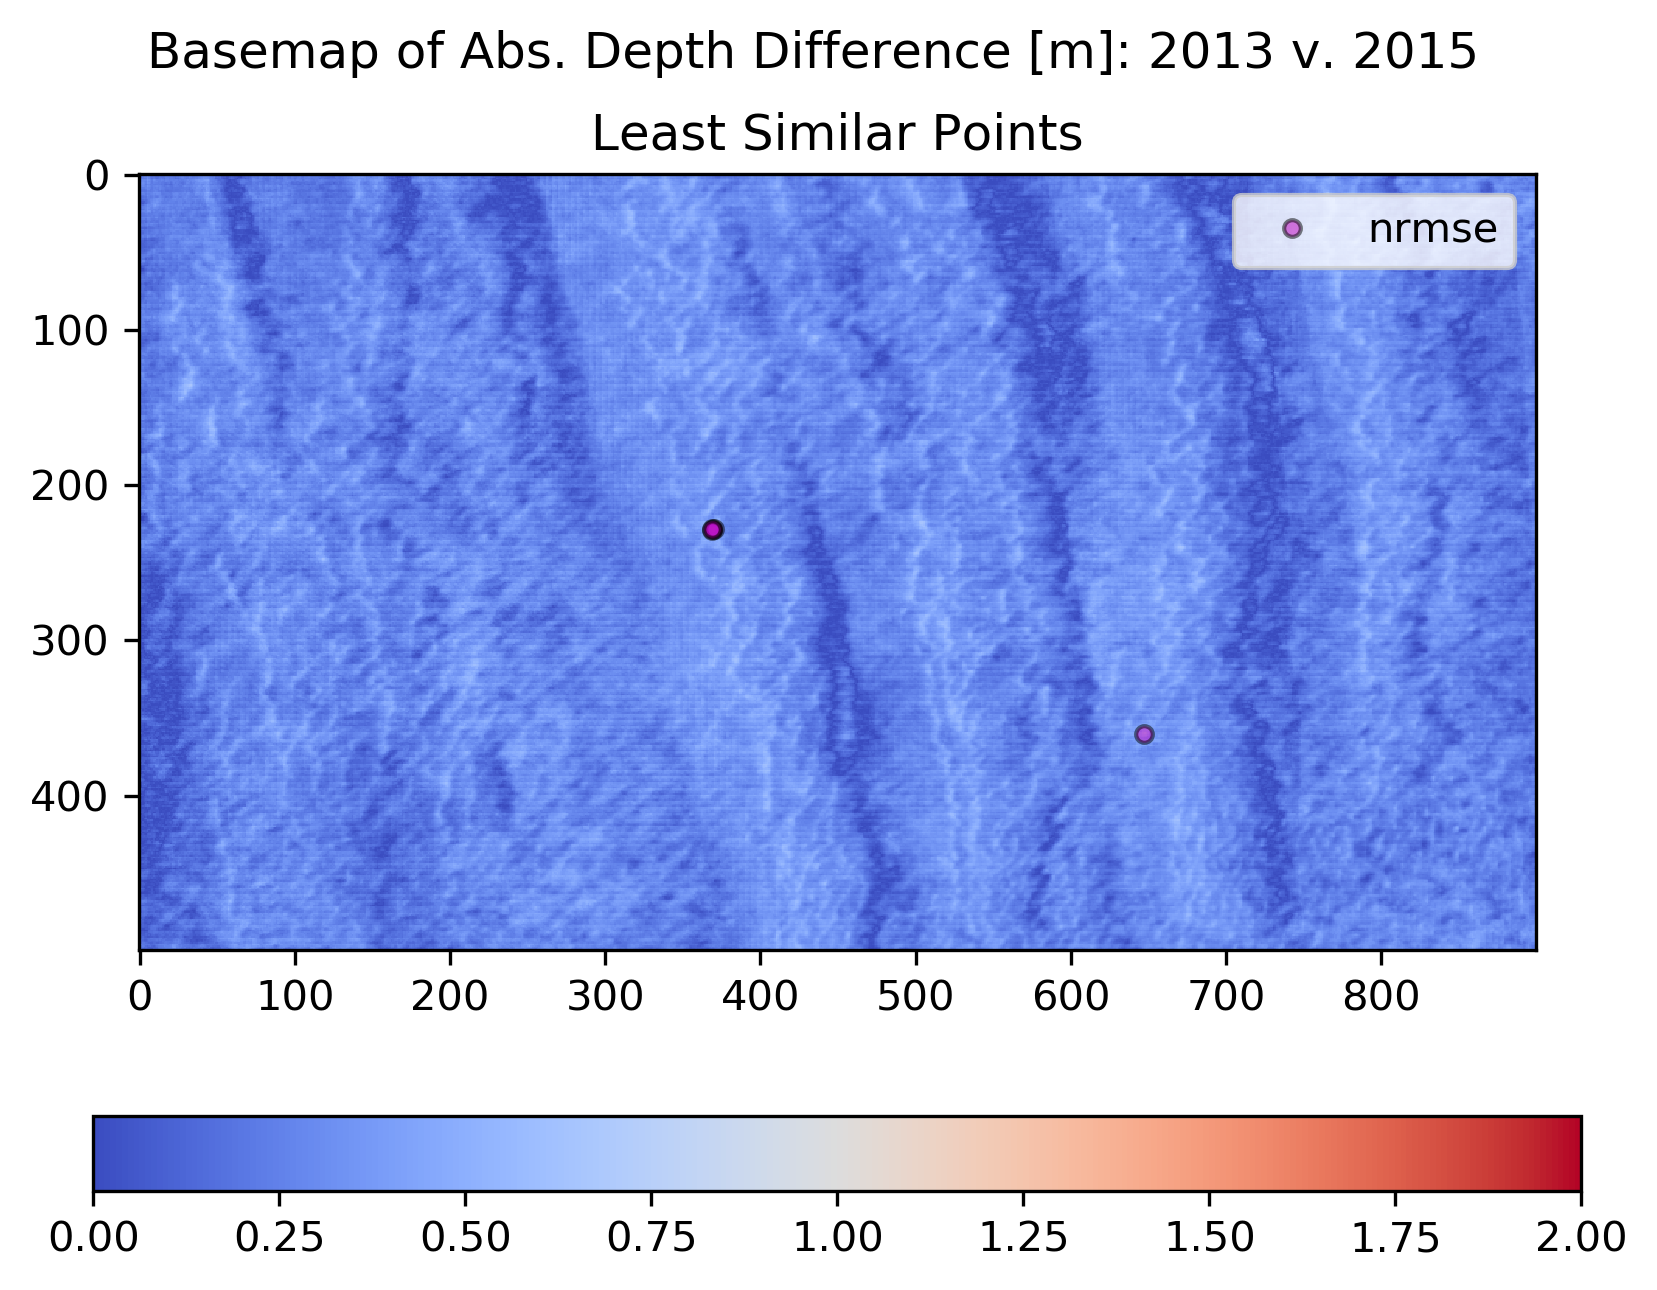 Basemap of Abs. Depth Difference [m]: 2013 v. 2015
Least Similar Points
nrmse
0
100
200
300
400
0 100 200 300 400 500 600 700 800
0.00 0.25 0.50 0.75 1.00 1.25 1.50 1.75 2.00